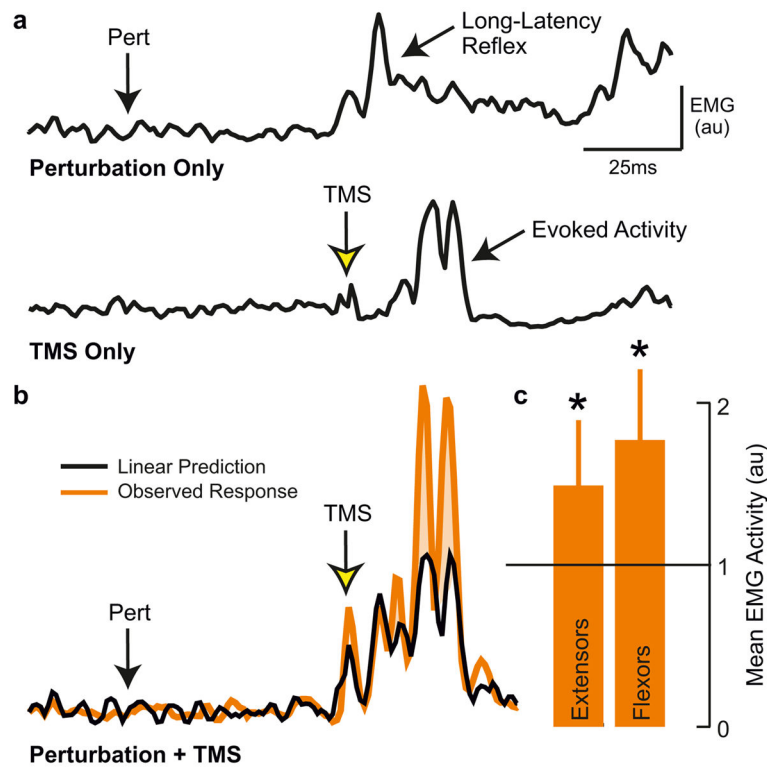 a
Pert
Long-Latency
Reflex
EMG
(au)
25ms
Perturbation Only
TMS
Evoked Activity
TMS Only
b
Linear Prediction
Observed Response
TMS
Pert
Perturbation + TMS
c
*
*
Extensors
Flexors
2
1
0
Mean EMG Activity (au)